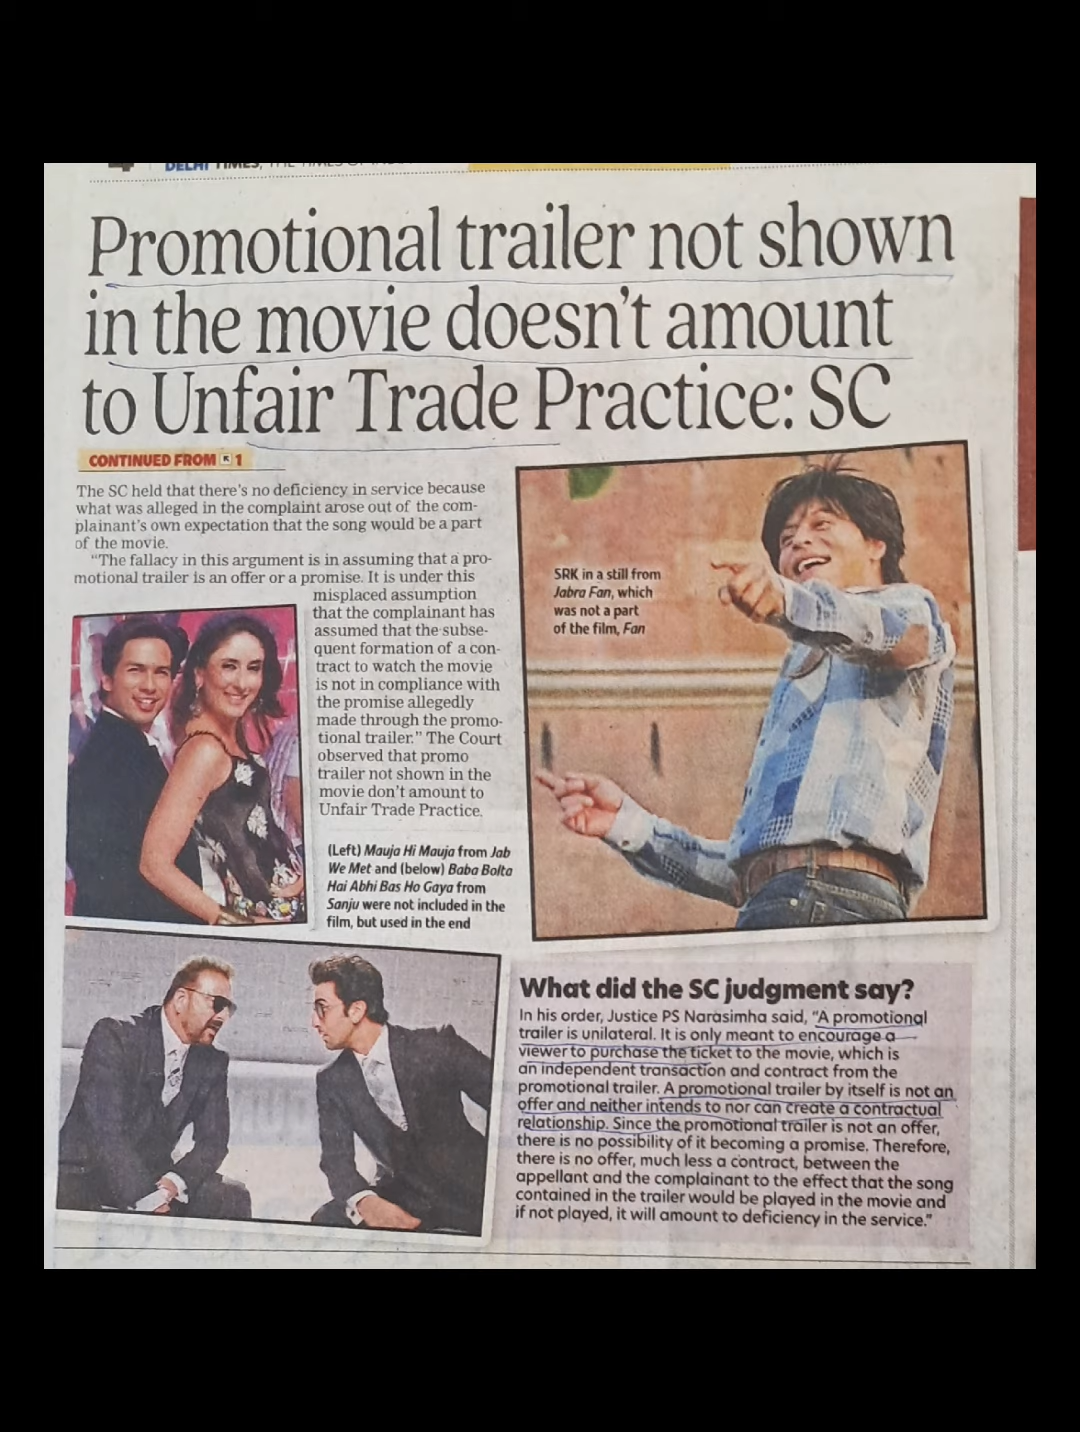 DELHI TIMES, THE TIMES OF
Promotional trailer not shown
in the movie doesn't amount
to Unfair Trade Practice: SC
CONTINUED FROM 1
The SC held that there's no deficiency in service because
what was alleged in the complaint arose out of the com-
plainant's own expectation that the song would be a part
of the movie.
"The fallacy in this argument is in assuming that a pro-
motional trailer is an offer or a promise. It is under this
misplaced assumption
that the complainant has
assumed that the subse-
quent formation of a con-
tract to watch the movie
is not in compliance with
the promise allegedly
made through the promo-
tional trailer." The Court
observed that promo
trailer not shown in the
movie don't amount to
Unfair Trade Practice.
(Left) Mauja Hi Mauja from Jab
We Met and (below) Baba Bolta
Hai Abhi Bas Ho Gaya from
Sanju were not included in the
film, but used in the end
SRK in a still from
Jabra Fan, which
was not a part
of the film, Fan
What did the SC judgment say?
In his order, Justice PS Narasimha said, "A promotional
trailer is unilateral. It is only meant to encourage a
viewer to purchase the ticket to the movie, which is
an independent transaction and contract from the
promotional trailer. A promotional trailer by itself is not an
offer and neither intends to nor can create a contractual
relationship. Since the promotional trailer is not an offer,
there is no possibility of it becoming a promise. Therefore,
there is no offer, much less a contract, between the
appellant and the complainant to the effect that the song
contained in the trailer would be played in the movie and
if not played, it will amount to deficiency in the service."